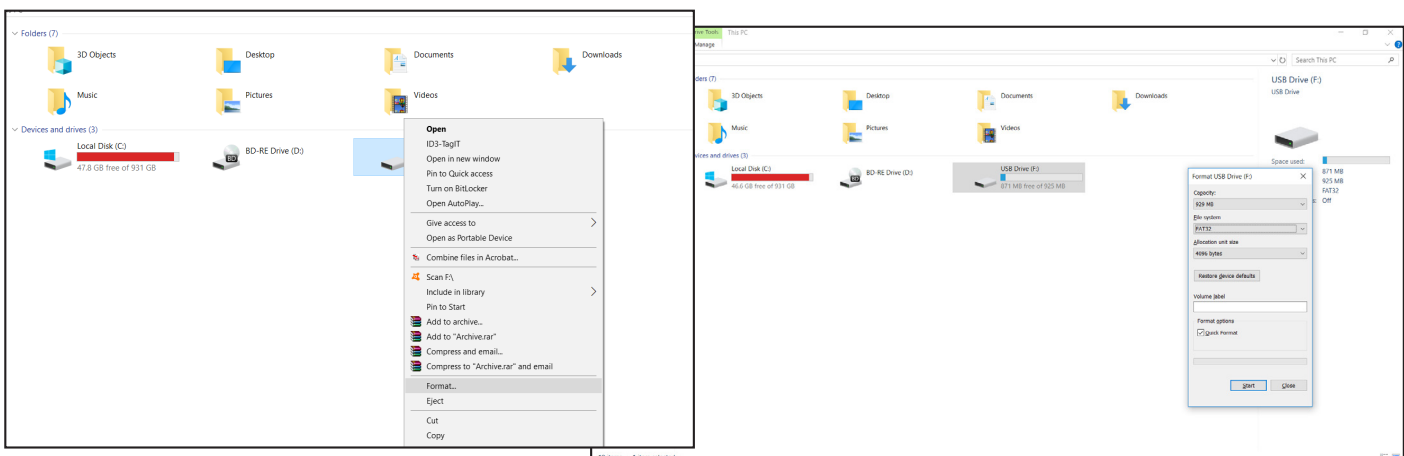 Folders (7)
3D Objects
Desktop
Documents
Downloads
Music
Pictures
Videos
Devices and drives (3)
Local Disk (C:)
47.8 GB free of 931 GB
BD-RE Drive (D:)
Open
ID3-TagIT
Open in new window
Pin to Quick access
Turn on BitLocker
Open AutoPlay...
Give access to
Open as Portable Device
Combine files in Acrobat...
Scan F:\
Include in library
Pin to Start
Add to archive...
Add to "Archive.rar"
Compress and email...
Compress to "Archive.rar" and email
Format...
Eject
Cut
Copy
Tools
This PC
Manage
Search This PC
ders (7)
3D Objects
Desktop
Documents
Downloads
Music
Pictures
Videos
vices and drives (3)
Local Disk (C:)
46.6 GB free of 931 GB
BD-RE Drive (D:)
USB Drive (F:)
871 MB free of 925 MB
USB Drive (F:)
USB Drive
Space used:
871 MB
925 MB
FAT32
Off
Format USB Drive (F:)
Capacity:
929 MB
File system
FAT32
Allocation unit size
4096 bytes
Restore device defaults
Volume label
Format options
Quick Format
Start
Close